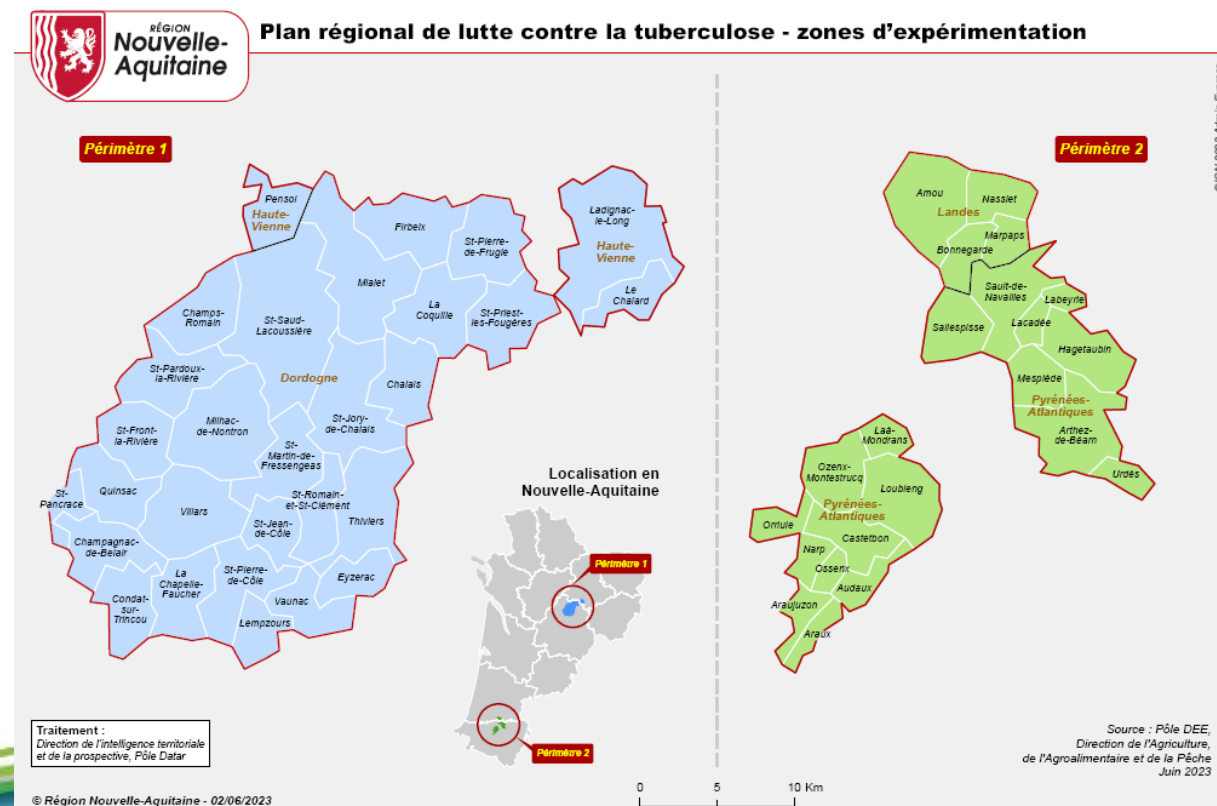 RÉGION
Nouvelle-
Aquitaine
Plan régional de lutte contre la tuberculose - zones d'expérimentation
Périmètre 1
Périmètre 2
Pensol
Haute-
Vienne
Firbeix
St-Pierre-
de-Frugie
Ladignac-
le-Long
Haute-
Vienne
Le
Chalard
Mialet
La
Coquille
St-Priest-
les-Fougères
Champs-
Romain
St-Saud-
Lacoussière
St-Pardoux-
la-Rivière
Dordogne
Chalais
St-Jory-
de-Chalais
St-Front-
la-Rivière
Milhac-
de-Nontron
St-
Martin-de-
Fressengeas
St-
Pancrace
Quinsac
Villars
St-Romain-
et-St-Clément
St-Jean-
de-Côle
Thiviers
Champagnac-
de-Belair
La
Chapelle-
Faucher
St-Pierre-
de-Côle
Eyzerac
Condat-
sur-
Trincou
Vaunac
Lempzours
Amou
Nassiet
Landes
Marpaps
Bonnegarde
Sault-de-
Navailles
Labeyrie
Sallespisse
Lacadée
Hagetaubin
Mesplède
Pyrénées-
Atlantiques
Arthez-
de-Béarn
Urdès
Laà-
Mondrans
Ozenx-
Montestrucq
Loubieng
Pyrénées-
Atlantiques
Orriule
Castetbon
Narp
Ossenx
Audaux
Araujuzon
Araux
Localisation en
Nouvelle-Aquitaine
Périmètre 1
Périmètre 2
Traitement :
Direction de l'intelligence territoriale
et de la prospective, Pôle Datar
© Région Nouvelle-Aquitaine - 02/06/2023
0 5 10 Km
Source : Pôle DEE,
Direction de l'Agriculture,
de l'Agroalimentaire et de la Pêche
Juin 2023